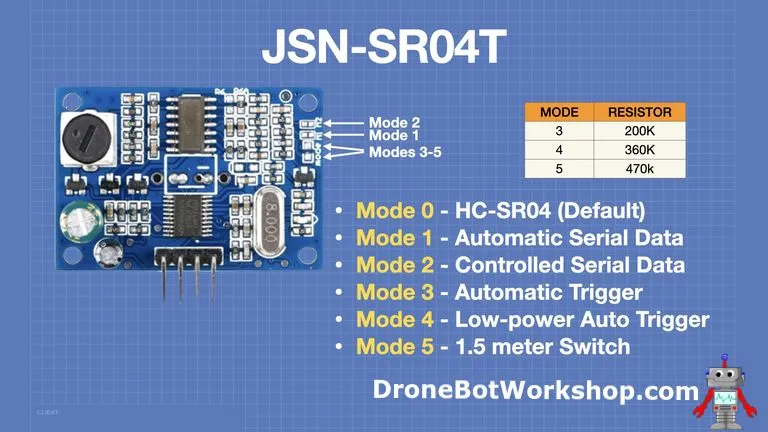 JSN-SR04T
Mode 2
Mode 1
Modes 3-5
MODE RESISTOR
3 200K
4 360K
5 470k
8.000
• Mode 0 - HC-SR04 (Default)
• Mode 1 - Automatic Serial Data
• Mode 2 - Controlled Serial Data
• Mode 3 - Automatic Trigger
• Mode 4 - Low-power Auto Trigger
• Mode 5 - 1.5 meter Switch
DroneBotWorkshop.com